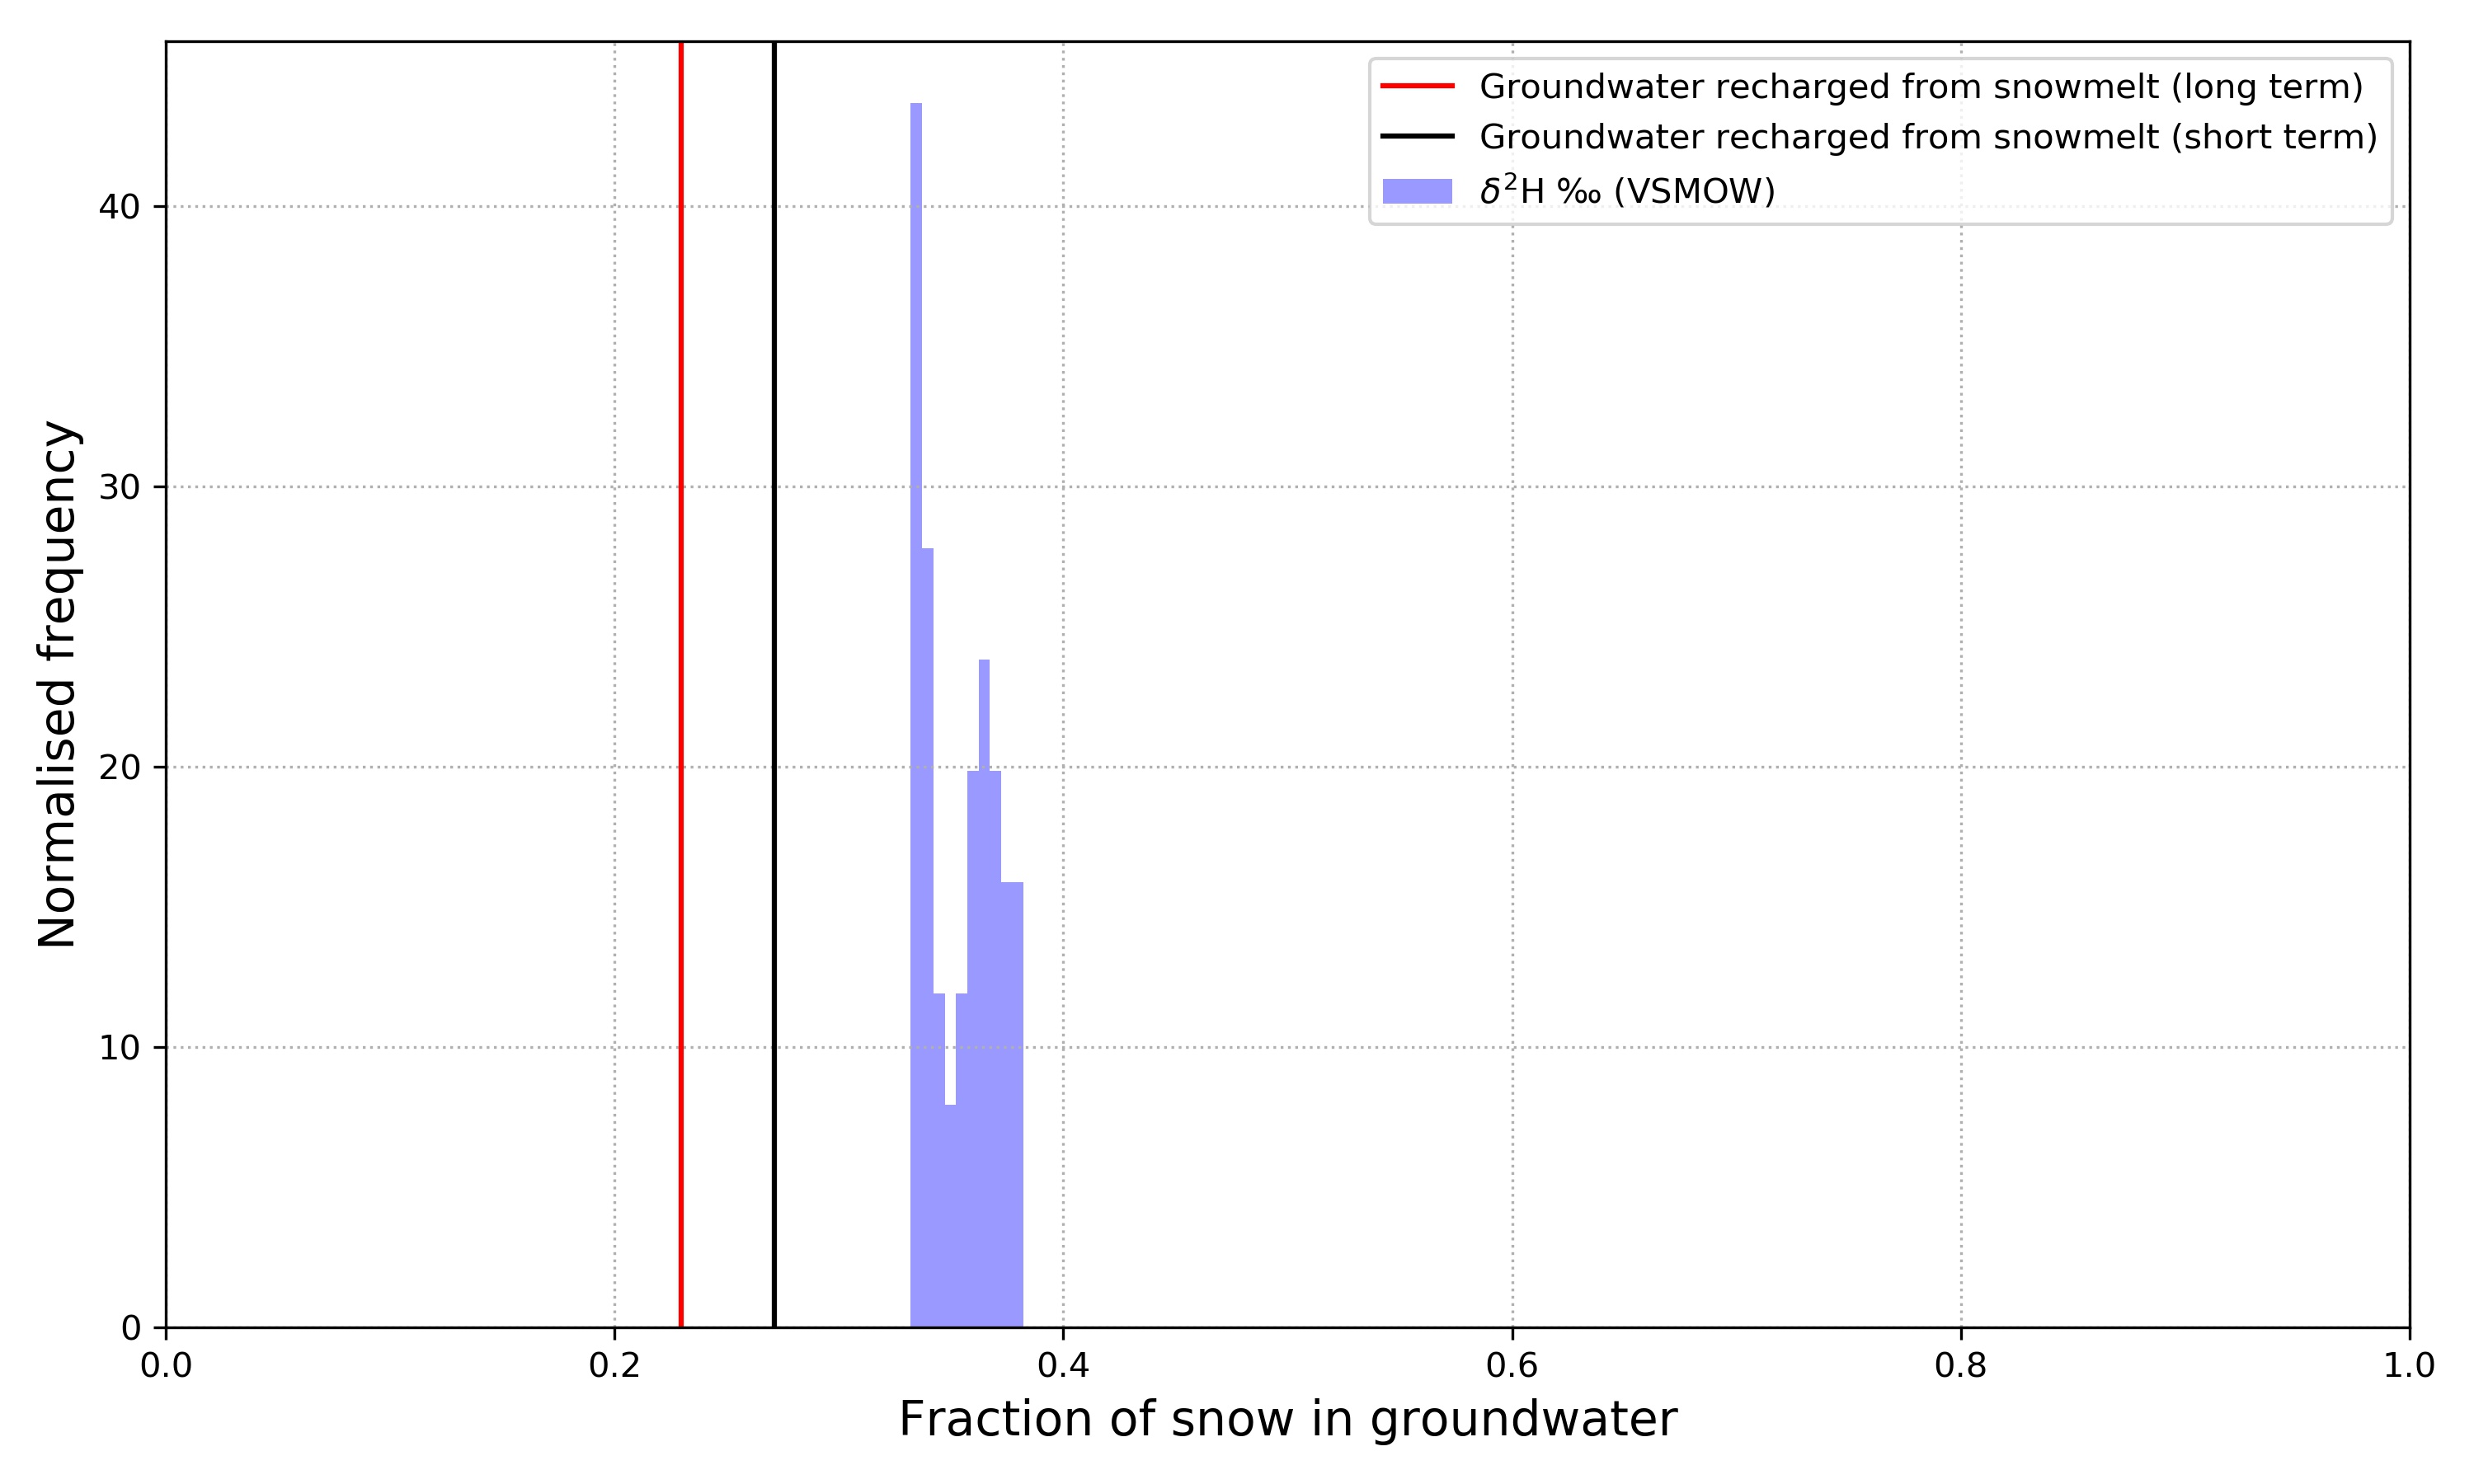 Groundwater recharged from snowmelt (long term)
Groundwater recharged from snowmelt (short term)
δ²H ‰ (VSMOW)
Normalised frequency
40
30
20
10
0
0.0 0.2 0.4 0.6 0.8 1.0
Fraction of snow in groundwater